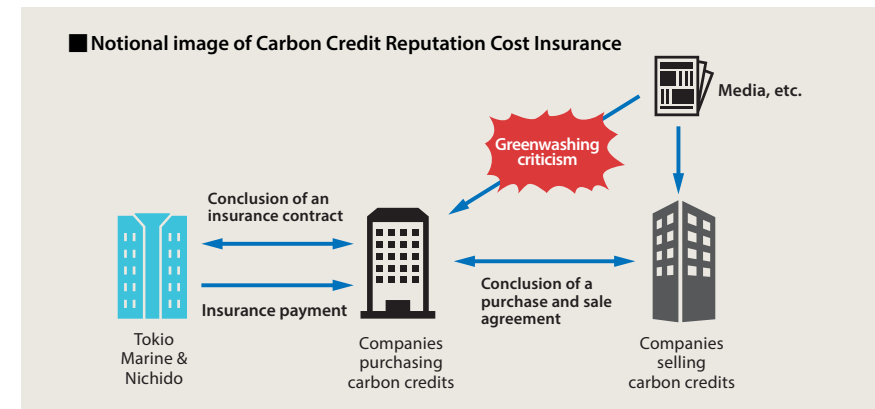 ■ Notional image of Carbon Credit Reputation Cost Insurance
Media, etc.
Greenwashing
criticism
Conclusion of an
insurance contract
Insurance payment
Conclusion of a
purchase and sale
agreement
Tokio
Marine &
Nichido
Companies
purchasing
carbon credits
Companies
selling
carbon credits